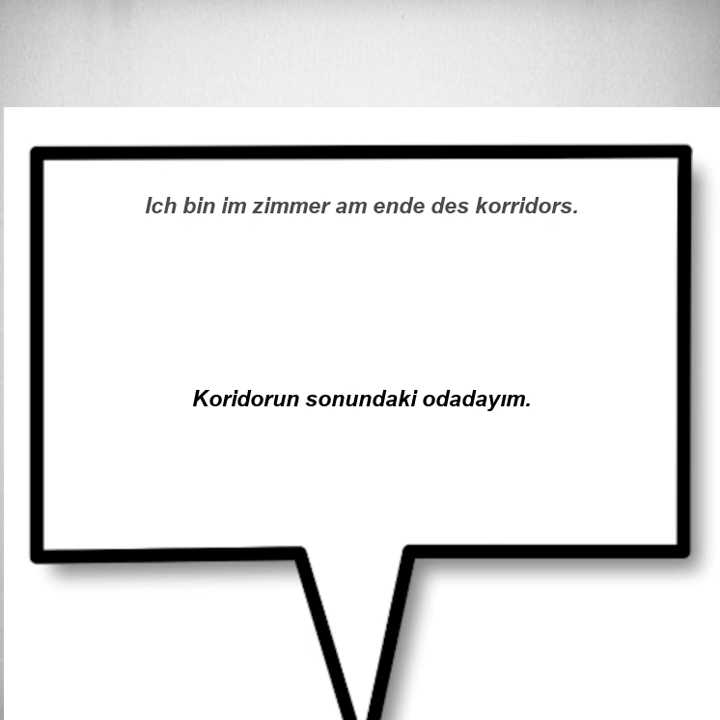 Ich bin im zimmer am ende des korridors.
Koridorun sonundaki odadayım.